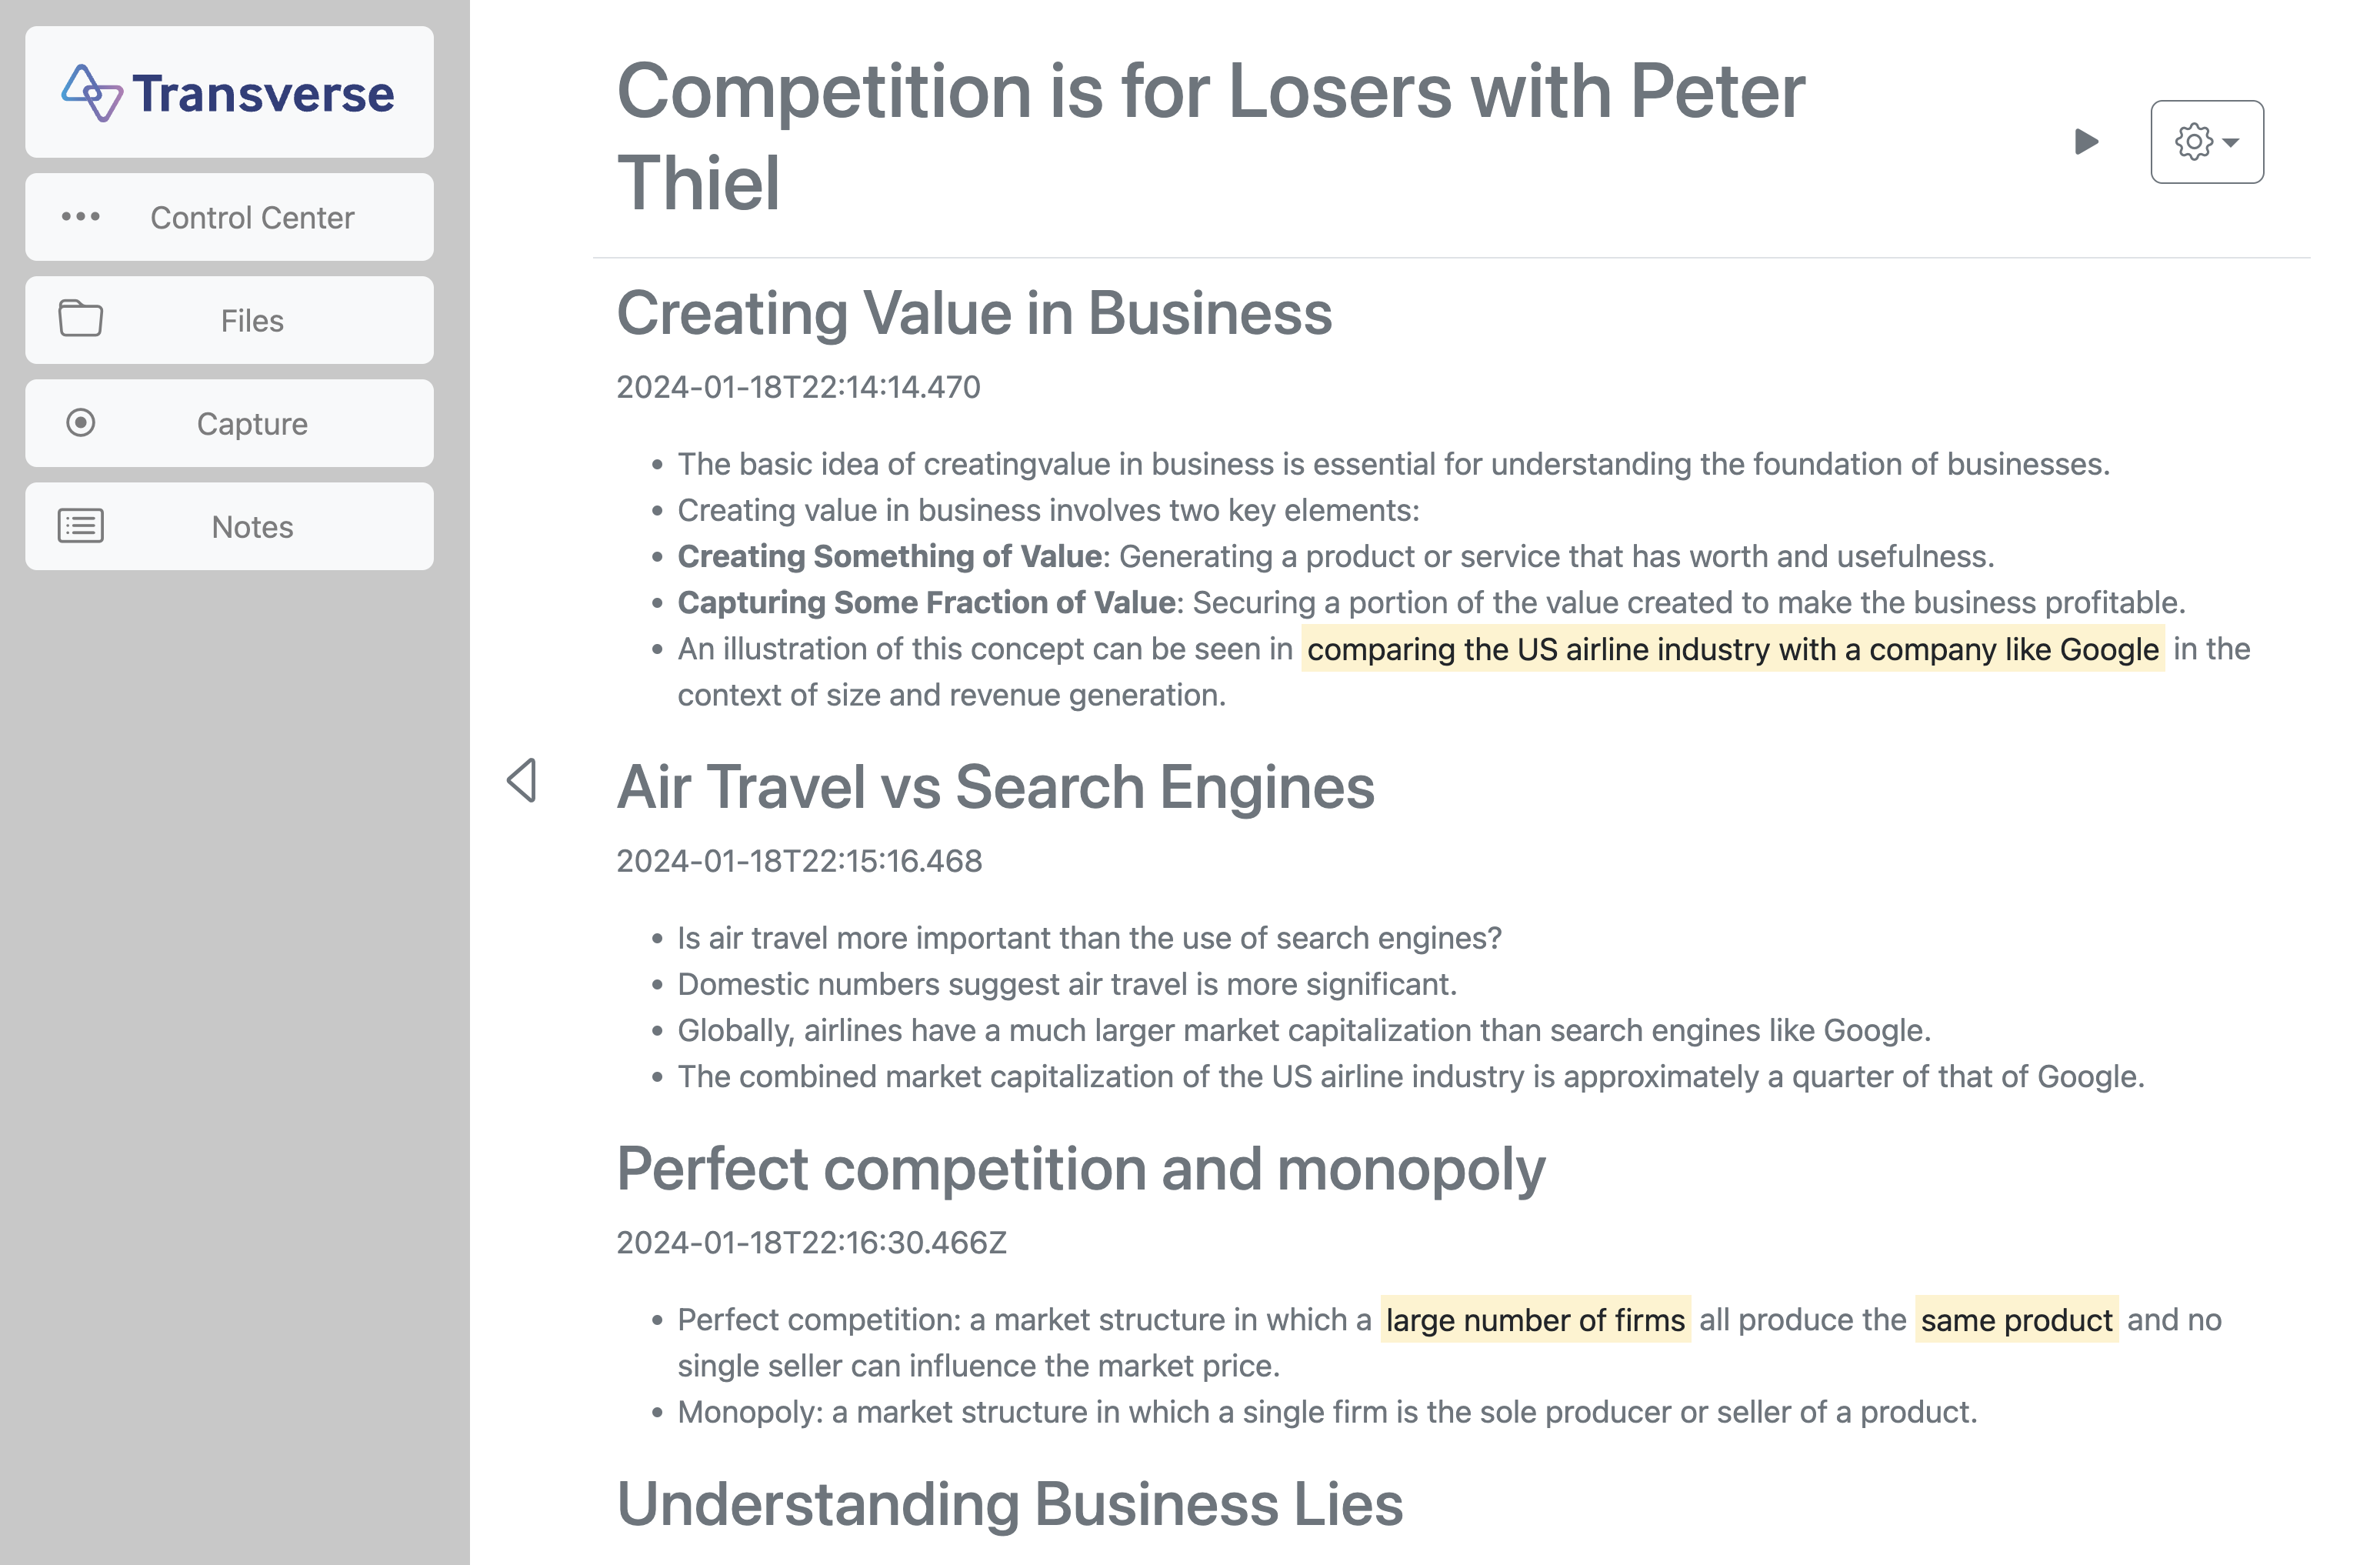 Transverse
Control Center
Files
Capture
Notes
Competition is for Losers with Peter
Thiel
Creating Value in Business
2024-01-18T22:14:14.470
• The basic idea of creatingvalue in business is essential for understanding the foundation of businesses.
• Creating value in business involves two key elements:
• Creating Something of Value: Generating a product or service that has worth and usefulness.
• Capturing Some Fraction of Value: Securing a portion of the value created to make the business profitable.
• An illustration of this concept can be seen in comparing the US airline industry with a company like Google in the
context of size and revenue generation.
Air Travel vs Search Engines
2024-01-18T22:15:16.468
• Is air travel more important than the use of search engines?
• Domestic numbers suggest air travel is more significant.
• Globally, airlines have a much larger market capitalization than search engines like Google.
• The combined market capitalization of the US airline industry is approximately a quarter of that of Google.
Perfect competition and monopoly
2024-01-18T22:16:30.466Z
• Perfect competition: a market structure in which a large number of firms all produce the same product and no
single seller can influence the market price.
• Monopoly: a market structure in which a single firm is the sole producer or seller of a product.
Understanding Business Lies